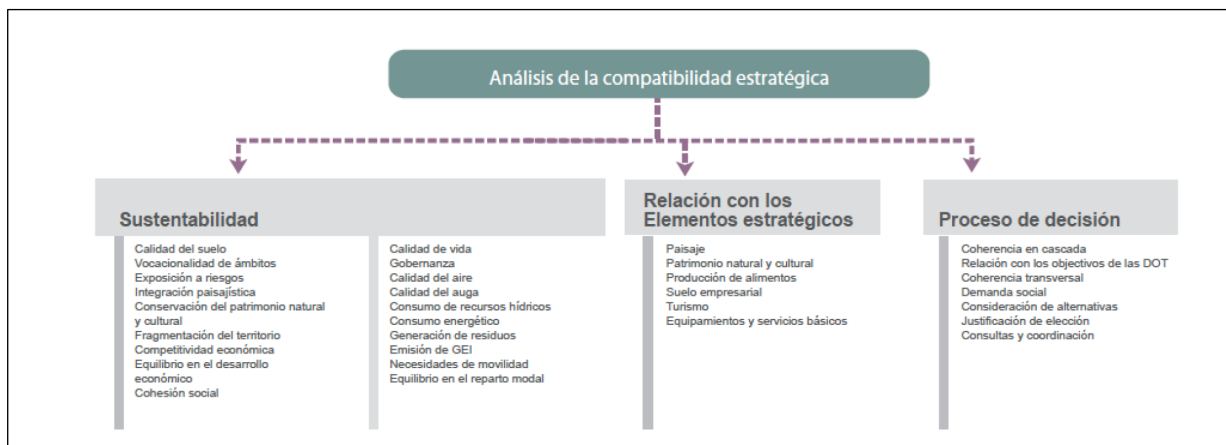 Análisis de la compatibilidad estratégica
Sustentabilidad
Calidad del suelo
Vocacionalidad de ámbitos
Exposición a riesgos
Integración paisajística
Conservación del patrimonio natural
y cultural
Fragmentación del territorio
Competitividad económica
Equilibrio en el desarrollo
económico
Cohesión social
Calidad de vida
Gobernanza
Calidad del aire
Calidad del auga
Consumo de recursos hídricos
Consumo energético
Generación de residuos
Emisión de GEI
Necesidades de movilidad
Equilibrio en el reparto modal
Relación con los
Elementos estratégicos
Paisaje
Patrimonio natural y cultural
Producción de alimentos
Suelo empresarial
Turismo
Equipamientos y servicios básicos
Proceso de decisión
Coherencia en cascada
Relación con los objectivos de las DOT
Coherencia transversal
Demanda social
Consideración de alternativas
Justificación de elección
Consultas y coordinación